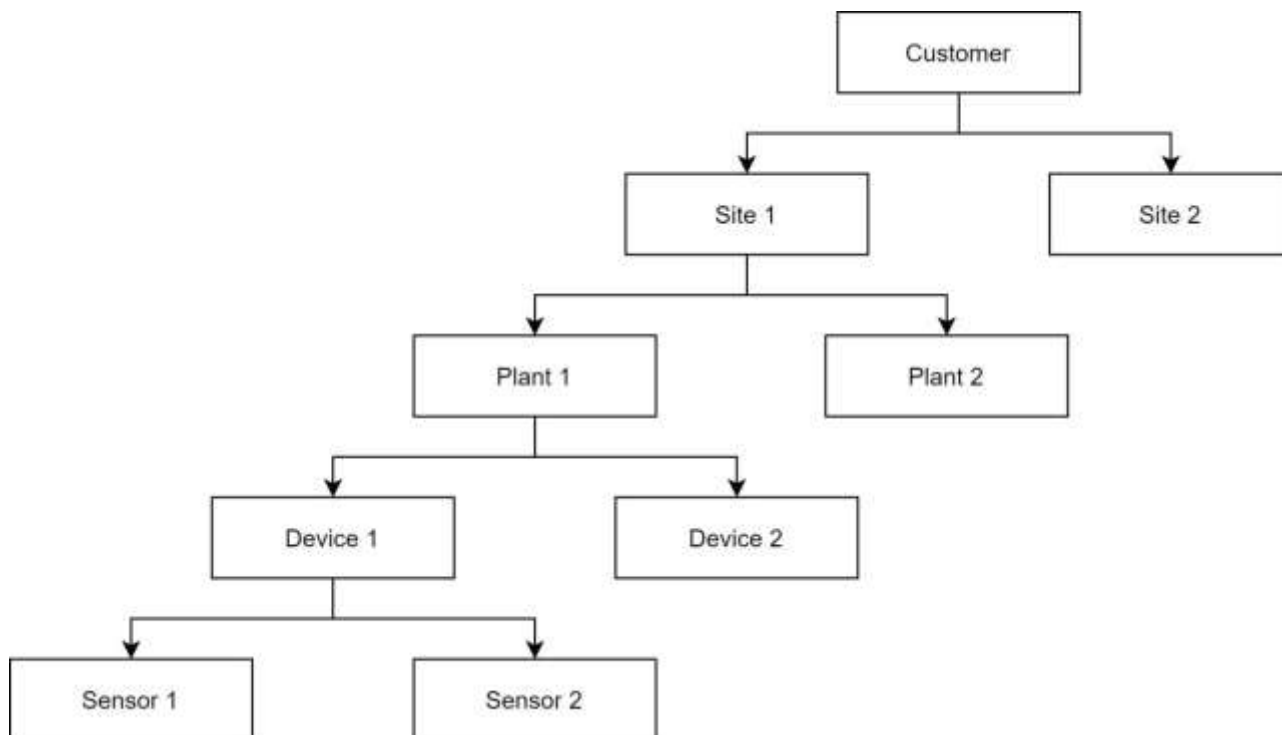 Customer
Site 1
Site 2
Plant 1
Plant 2
Device 1
Device 2
Sensor 1
Sensor 2